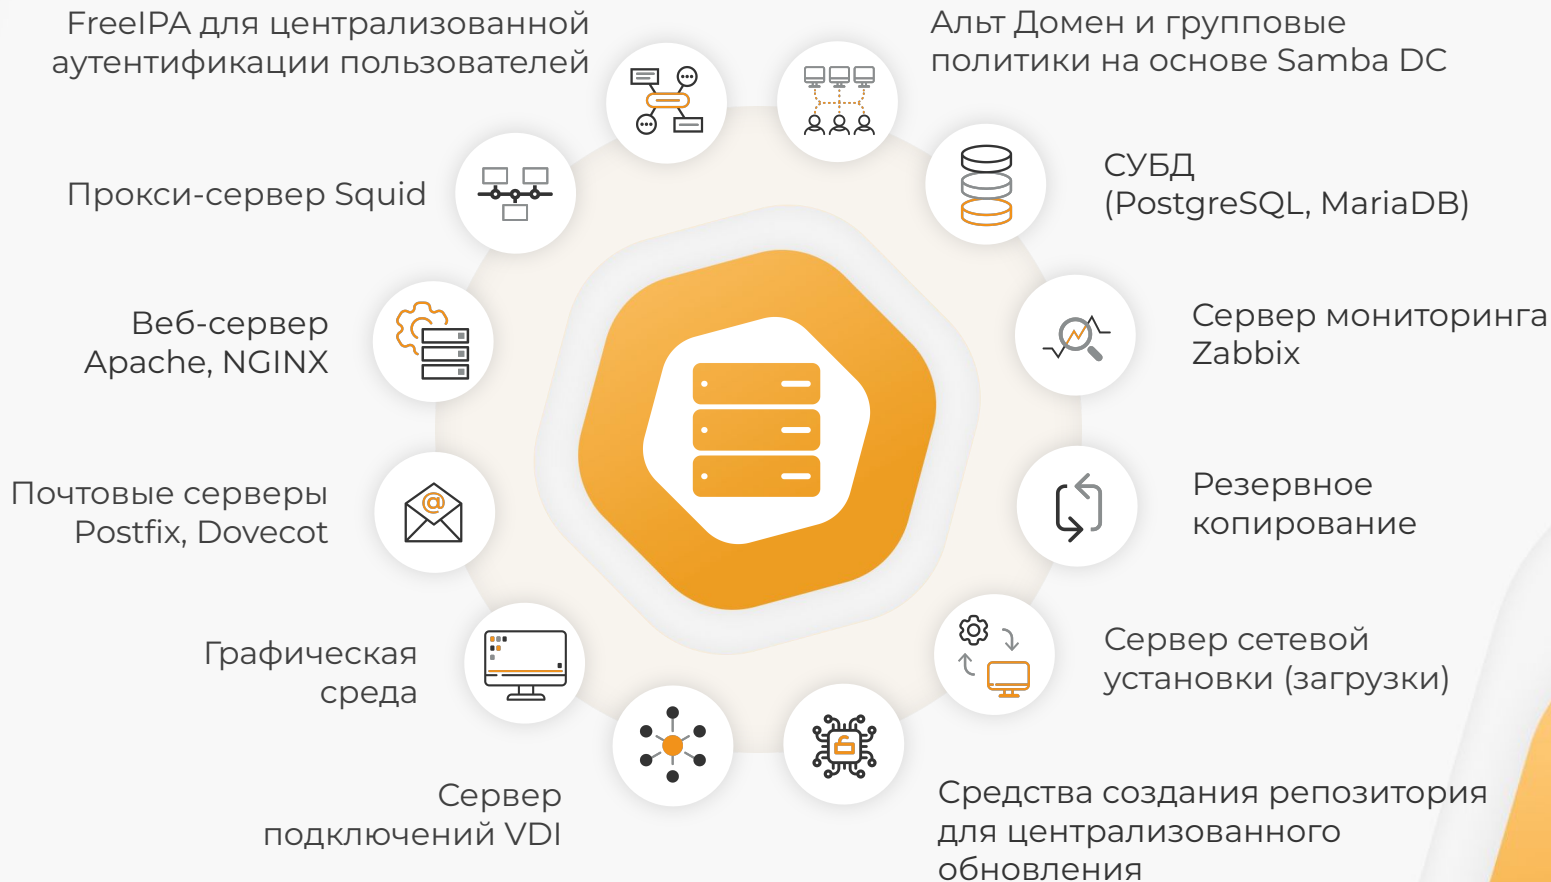 FreeIPA для централизованной
аутентификации пользователей
Альт Домен и групповые
политики на основе Samba DC
Прокси-сервер Squid
СУБД
(PostgreSQL, MariaDB)
Веб-сервер
Apache, NGINX
Сервер мониторинга
Zabbix
Почтовые серверы
Postfix, Dovecot
@
Резервное
копирование
Графическая
среда
Сервер сетевой
установки (загрузки)
Сервер
подключений VDI
Средства создания репозитория
для централизованного
обновления